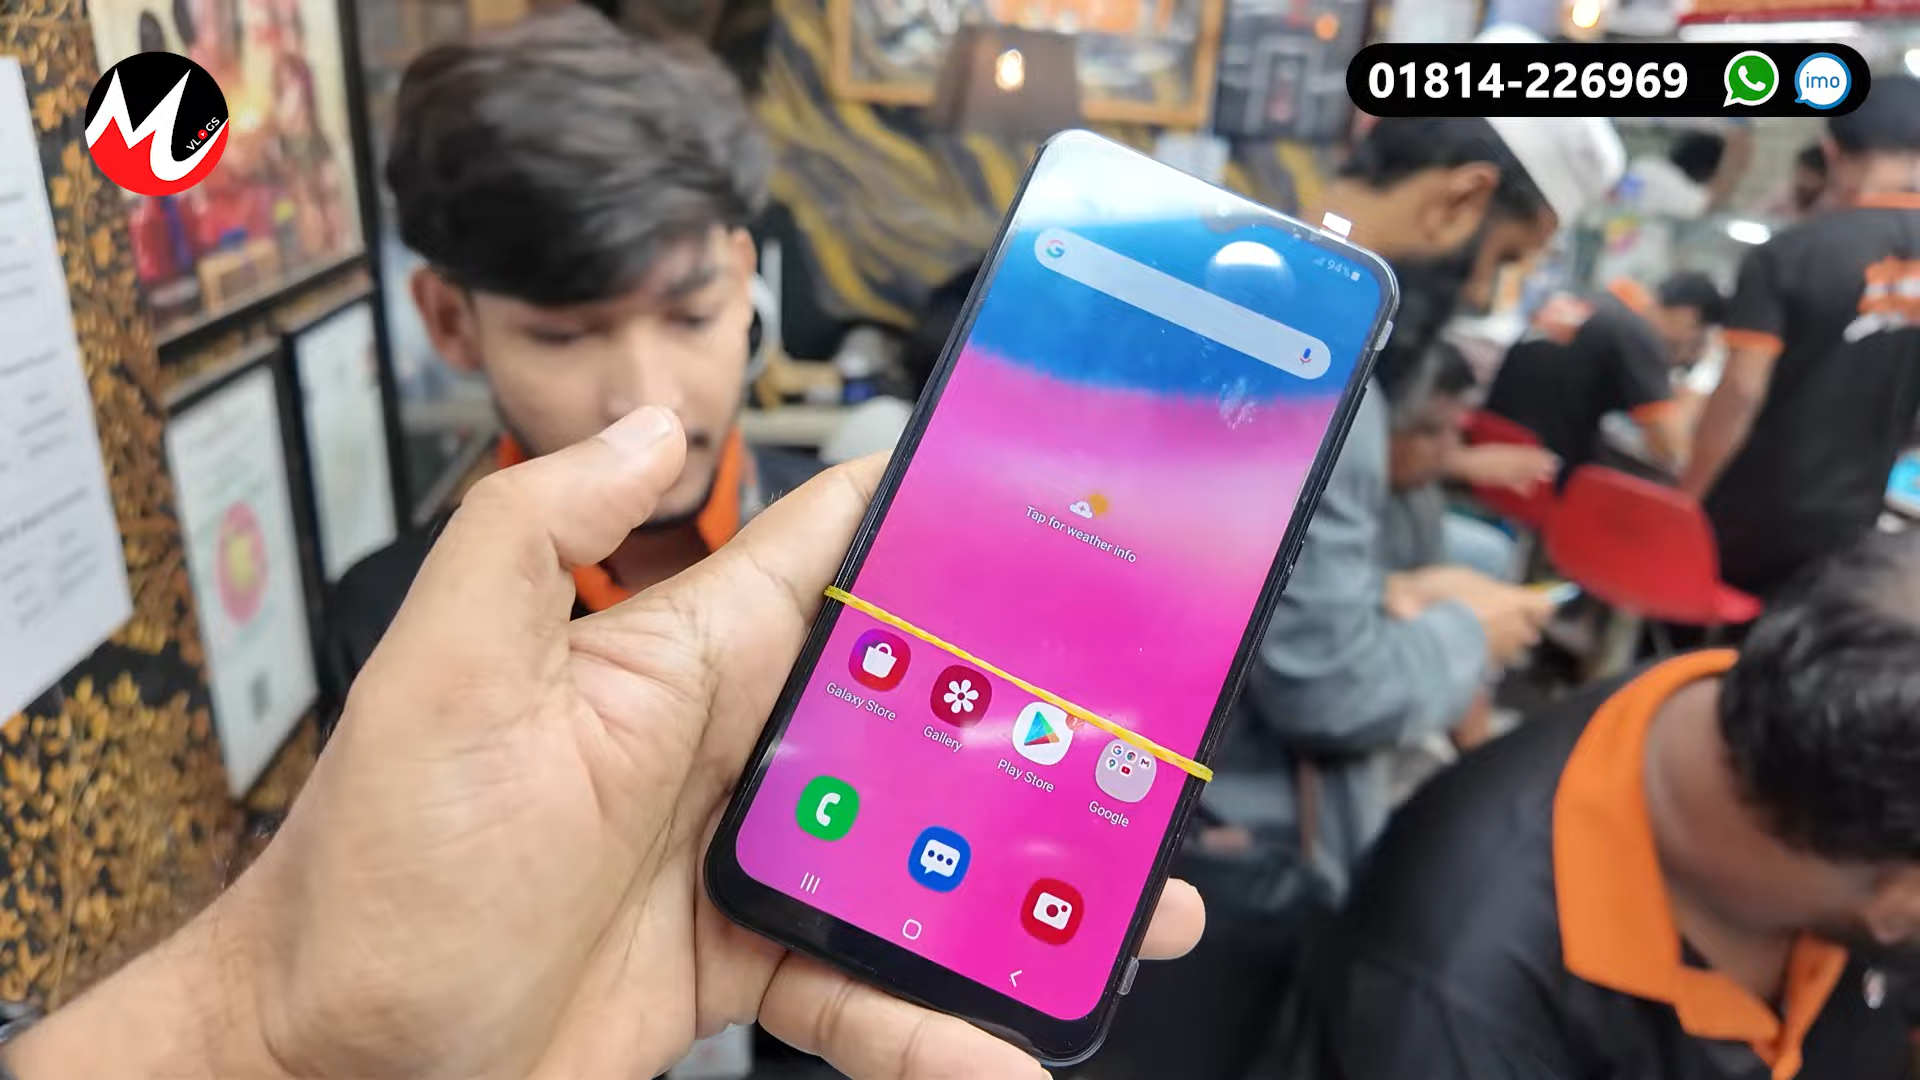 VLOGS
01814-226969
imo
94%
Tap for weather info
Galaxy Store
Gallery
Play Store
Google